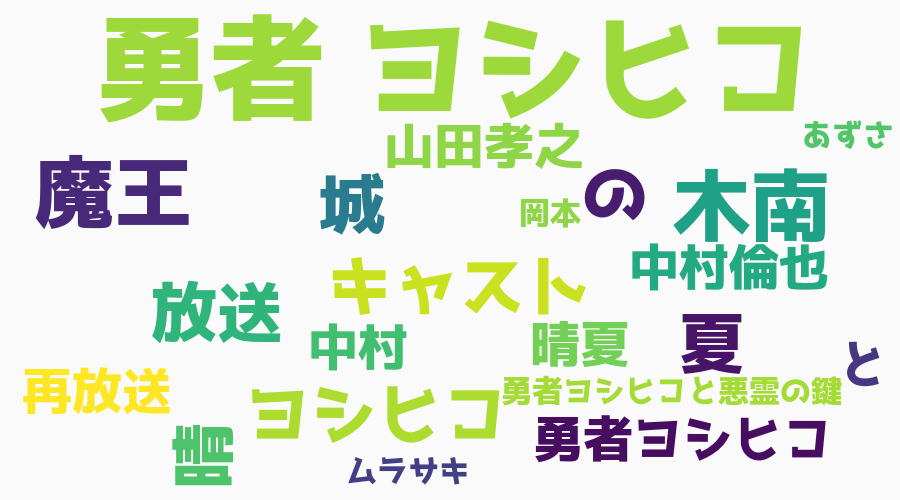 勇者 ヨシヒコ
山田孝之
あずさ
魔王
城
岡本
の
木南
中村倫也
キャスト
放送
中村
晴夏
夏
と
再放送
ヨシヒコ
勇者ヨシヒコと悪霊の鍵
勇者ヨシヒコ
晴
ムラサキ